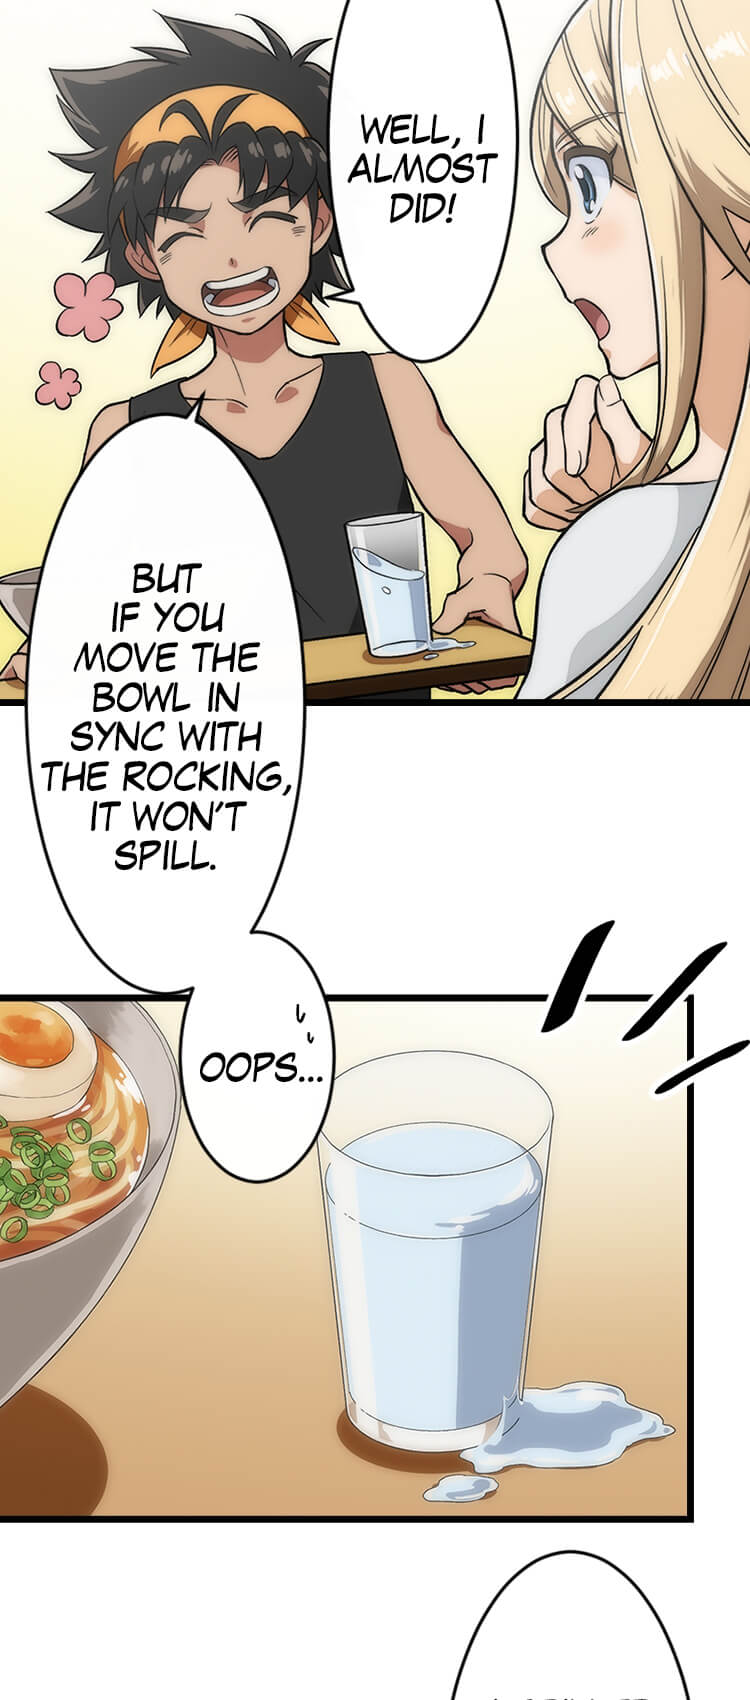 WELL, I
ALMOST
DID!
BUT
IF YOU
MOVE THE
BOWL IN
SYNC WITH
THE ROCKING,
IT WON'T
SPILL.
OOPS...